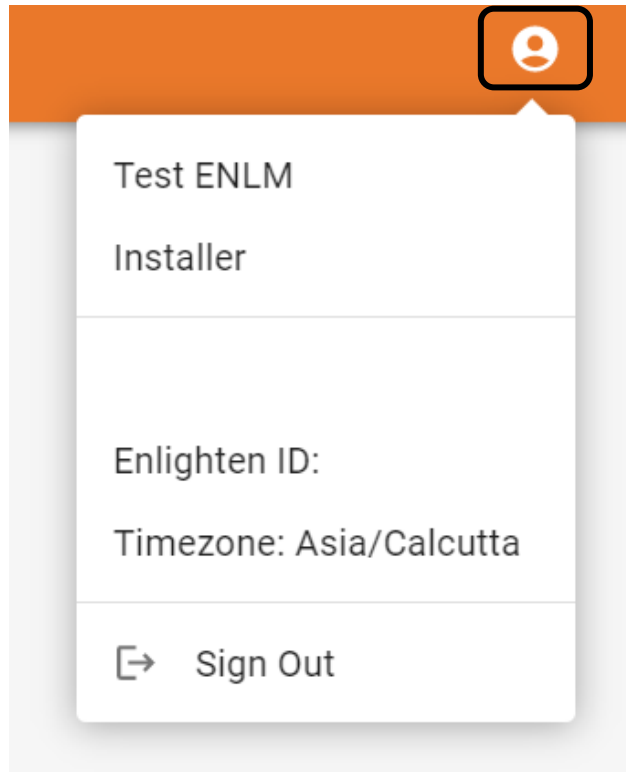 Test ENLM
Installer
Enlighten ID:
Timezone: Asia/Calcutta
Sign Out